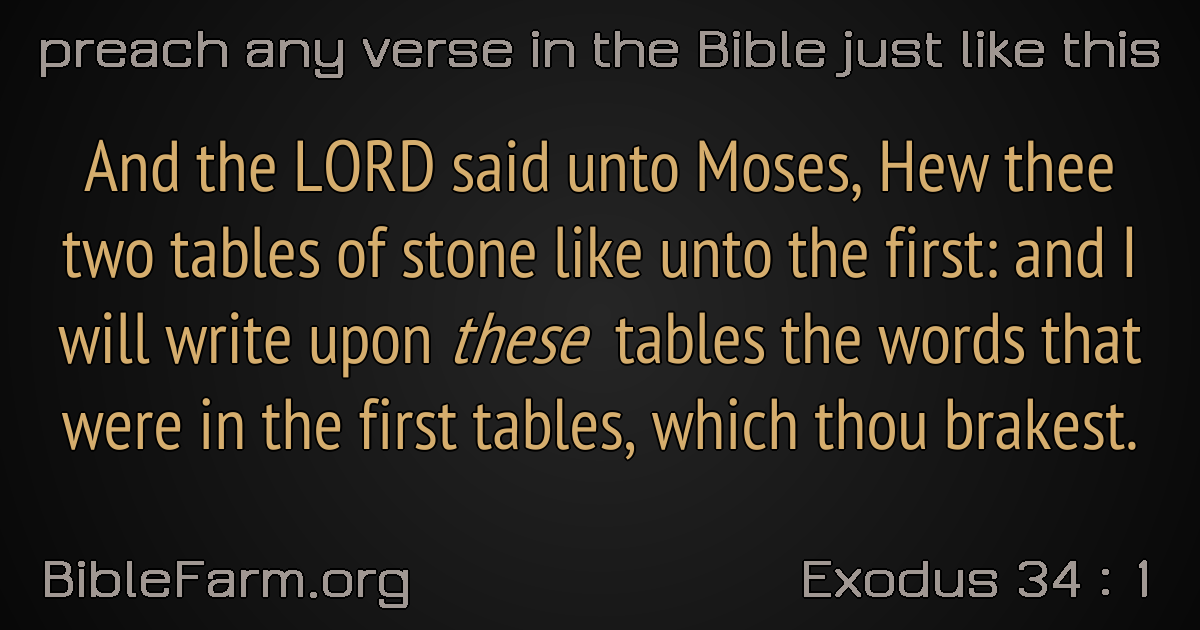 preach any verse in the Bible just like this
And the LORD said unto Moses, Hew thee
two tables of stone like unto the first: and I
will write upon these tables the words that
were in the first tables, which thou brakest.
BibleFarm.org
Exodus 34 : 1